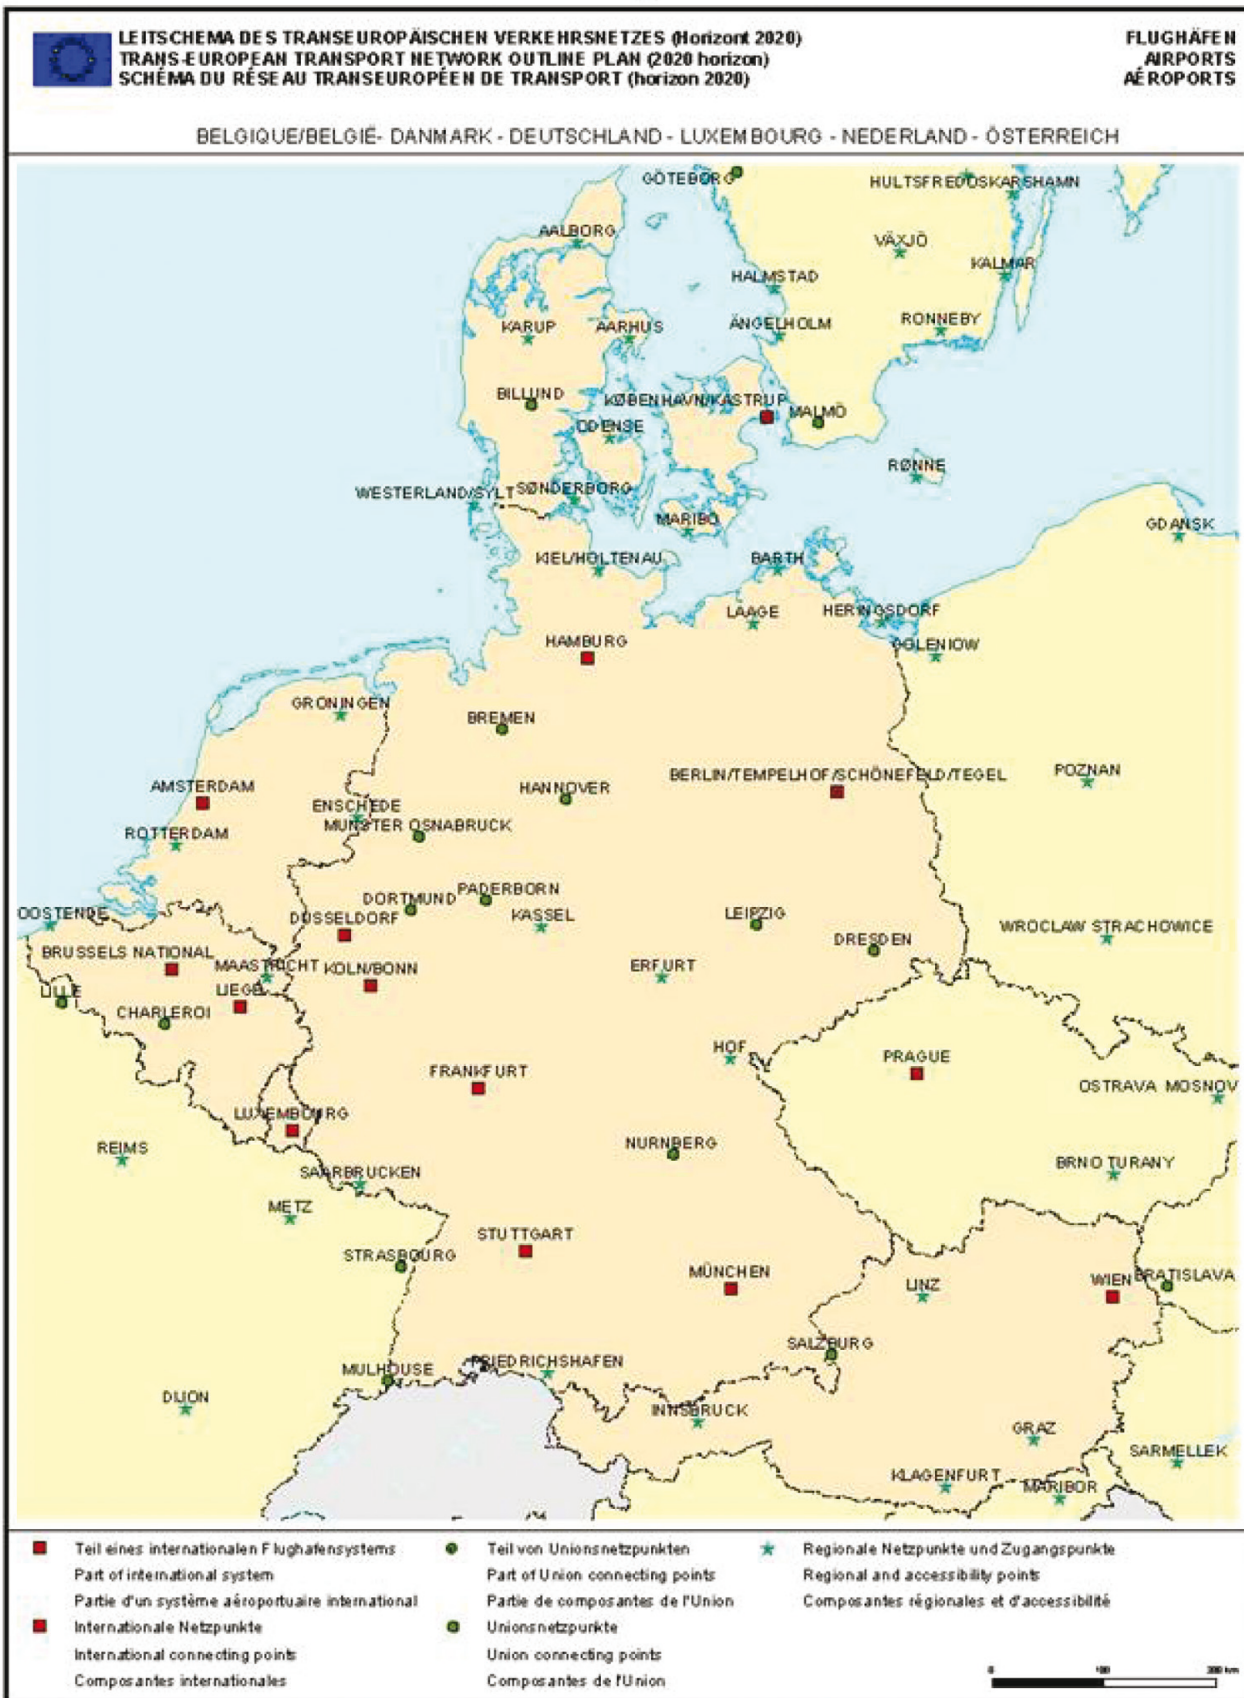 LEITSCHEMA DES TRANSEUROPÄISCHEN VERKEHRSNETZES (Horizont 2020)
TRANS-EUROPEAN TRANSPORT NETWORK OUTLINE PLAN (2020 horizon)
SCHÉMA DU RÉSEAU TRANSEUROPÉEN DE TRANSPORT (horizon 2020)
FLUGHÄFEN
AIRPORTS
AÉROPORTS
BELGIQUE/BELGIË- DANMARK - DEUTSCHLAND - LUXEMBOURG - NEDERLAND - ÖSTERREICH
GÖTEBORG
HULTSFRED OSKARSHAMN
AALBORG
VÄXJÖ
KALMAR
HALMSTAD
KARUP
AARHUS
ÄNGELHOLM
RONNEBY
BILLUND
KØBENHAVN/KASTRUP
MALMÖ
ODENSE
RØNNE
WESTERLAND/SYLT
SØNDERBORG
MARIBO
GDANSK
KIEL/HOLTENAU
BARTH
LAAGE
HERINGSDORF
HAMBURG
GOLENIOW
GRONINGEN
BREMEN
AMSTERDAM
HANNOVER
BERLIN/TEMPELHOF/SCHÖNEFELD/TEGEL
POZNAN
ENSCHEDE
MUNSTER OSNABRUCK
ROTTERDAM
DORTMUND
PADERBORN
OOSTENDE
DUSSELDORF
KASSEL
LEIPZIG
WROCLAW STRACHOWICE
DRESDEN
BRUSSELS NATIONAL
MAASTRICHT
KOLN/BONN
ERFURT
LILLE
LIEGE
CHARLEROI
HOF
PRAGUE
FRANKFURT
OSTRAVA MOSNOV
LUXEMBOURG
REIMS
NURNBERG
BRNO TURANY
SAARBRUCKEN
METZ
STUTTGART
STRASBOURG
MÜNCHEN
LINZ
WIEN
BRATISLAVA
SALZBURG
MULHOUSE
FRIEDRICHSHAFEN
DIJON
INNSBRUCK
GRAZ
SARMELLEK
KLAGENFURT
MARIBOR
Teil eines internationalen Flughafensystems
Part of international system
Partie d'un système aéroportuaire international
Internationale Netzpunkte
International connecting points
Composantes internationales
Teil von Unionsnetzpunkten
Part of Union connecting points
Partie de composantes de l'Union
Unionsnetzpunkte
Union connecting points
Composantes de l'Union
Regionale Netzpunkte und Zugangspunkte
Regional and accessibility points
Composantes régionales et d'accessibilité
0 100 200 km